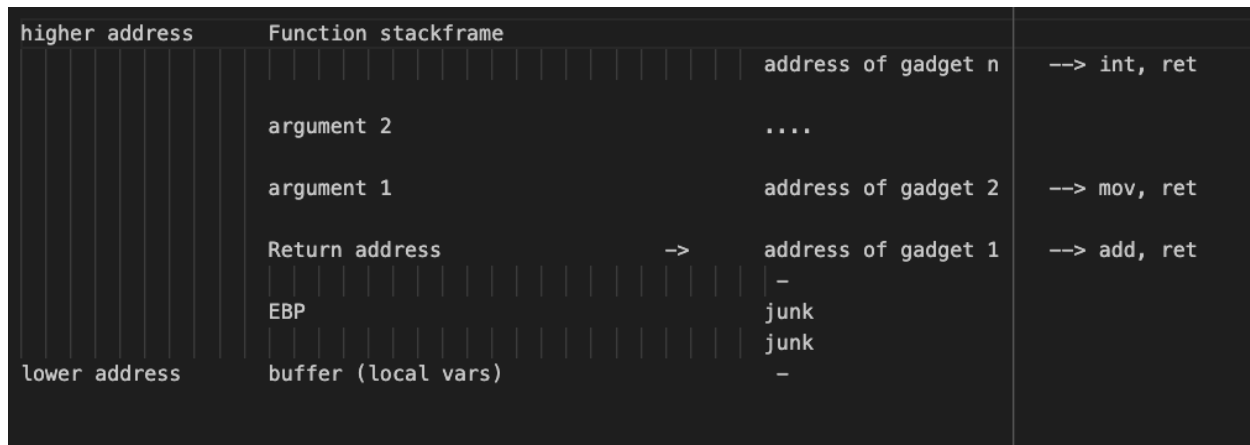 higher address Function stackframe
address of gadget n --> int, ret
argument 2 ....
argument 1 address of gadget 2 --> mov, ret
Return address -> address of gadget 1 --> add, ret
-
EBP junk
junk
lower address buffer (local vars) -